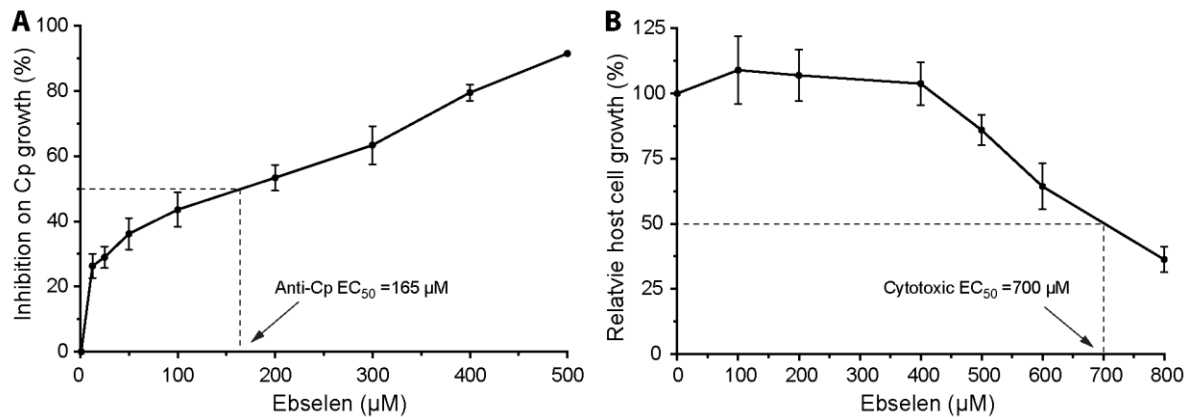 A
Inhibition on Cp growth (%)
100
80
60
40
20
0
Anti-Cp EC50 =165 µM
0 100 200 300 400 500
Ebselen (µM)
B
Relatvie host cell growth (%)
125
100
75
50
25
0
Cytotoxic EC50 =700 µM
0 100 200 300 400 500 600 700 800
Ebselen (µM)